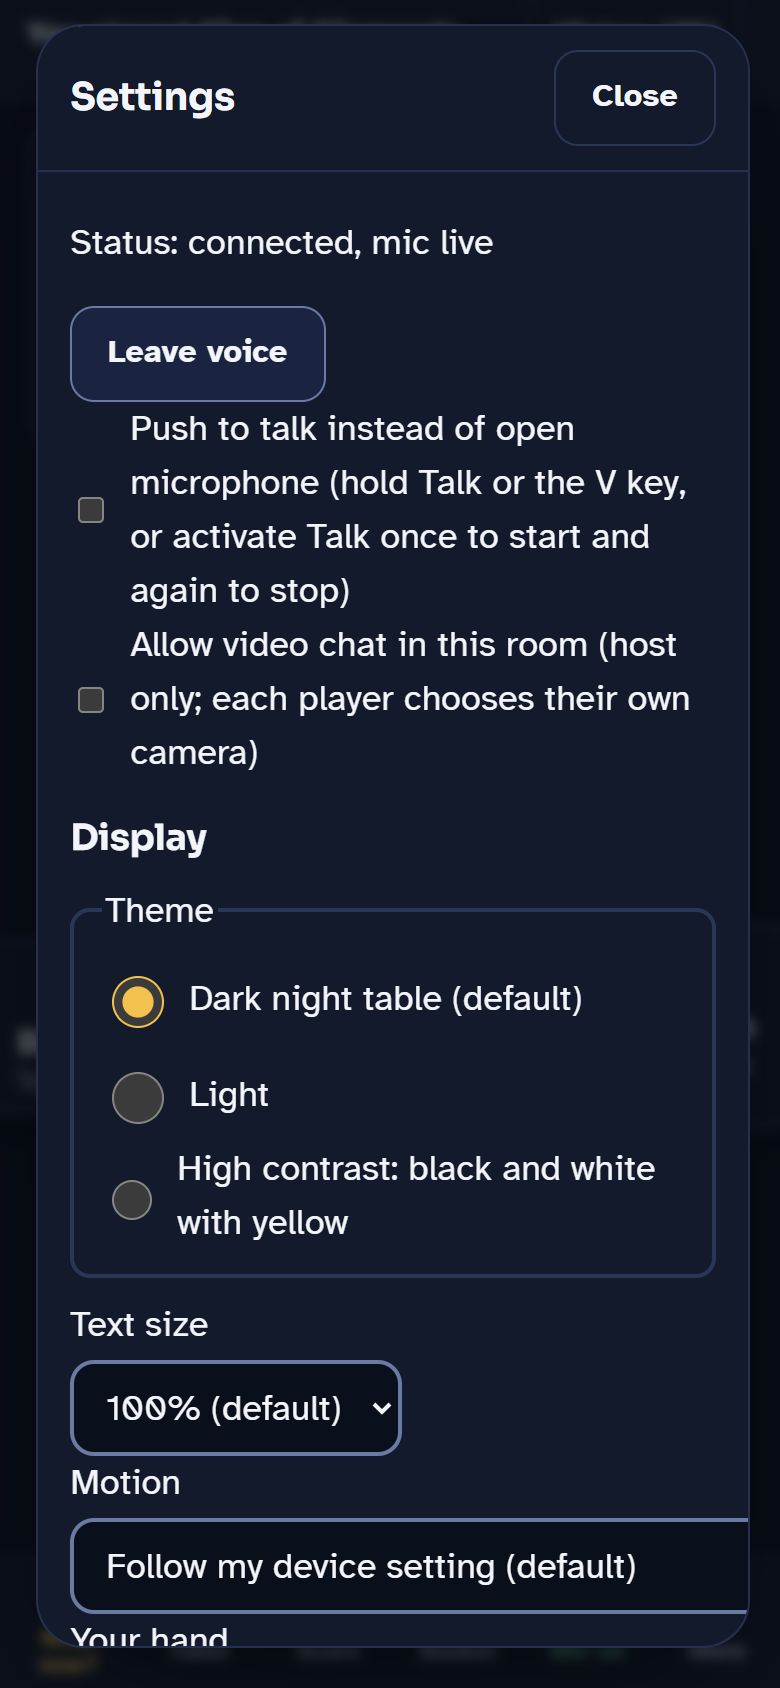 Settings
Close
Status: connected, mic live
Leave voice
Push to talk instead of open
microphone (hold Talk or the V key,
or activate Talk once to start and
again to stop)
Allow video chat in this room (host
only; each player chooses their own
camera)
Display
Theme
Dark night table (default)
Light
High contrast: black and white
with yellow
Text size
100% (default)
Motion
Follow my device setting (default)
Your hand